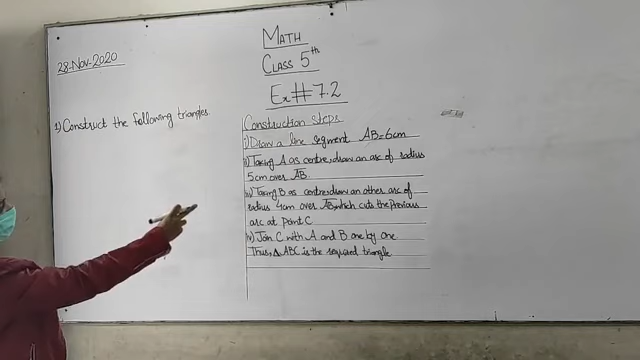 28-Nov-2020
MATH
CLASS 5th
Ex # 7.2
1) Construct the following triangles
Construction steps
i) Draw a line segment AB=6cm
ii) Taking A as centre, draw an arc of radius
5cm over AB.
iii) Taking B as centre, draw an other arc of
radius 4cm over AB, which cuts the previous
arc at point C
iv) Join C with A and B one by one
Thus, △ ABC is the required triangle